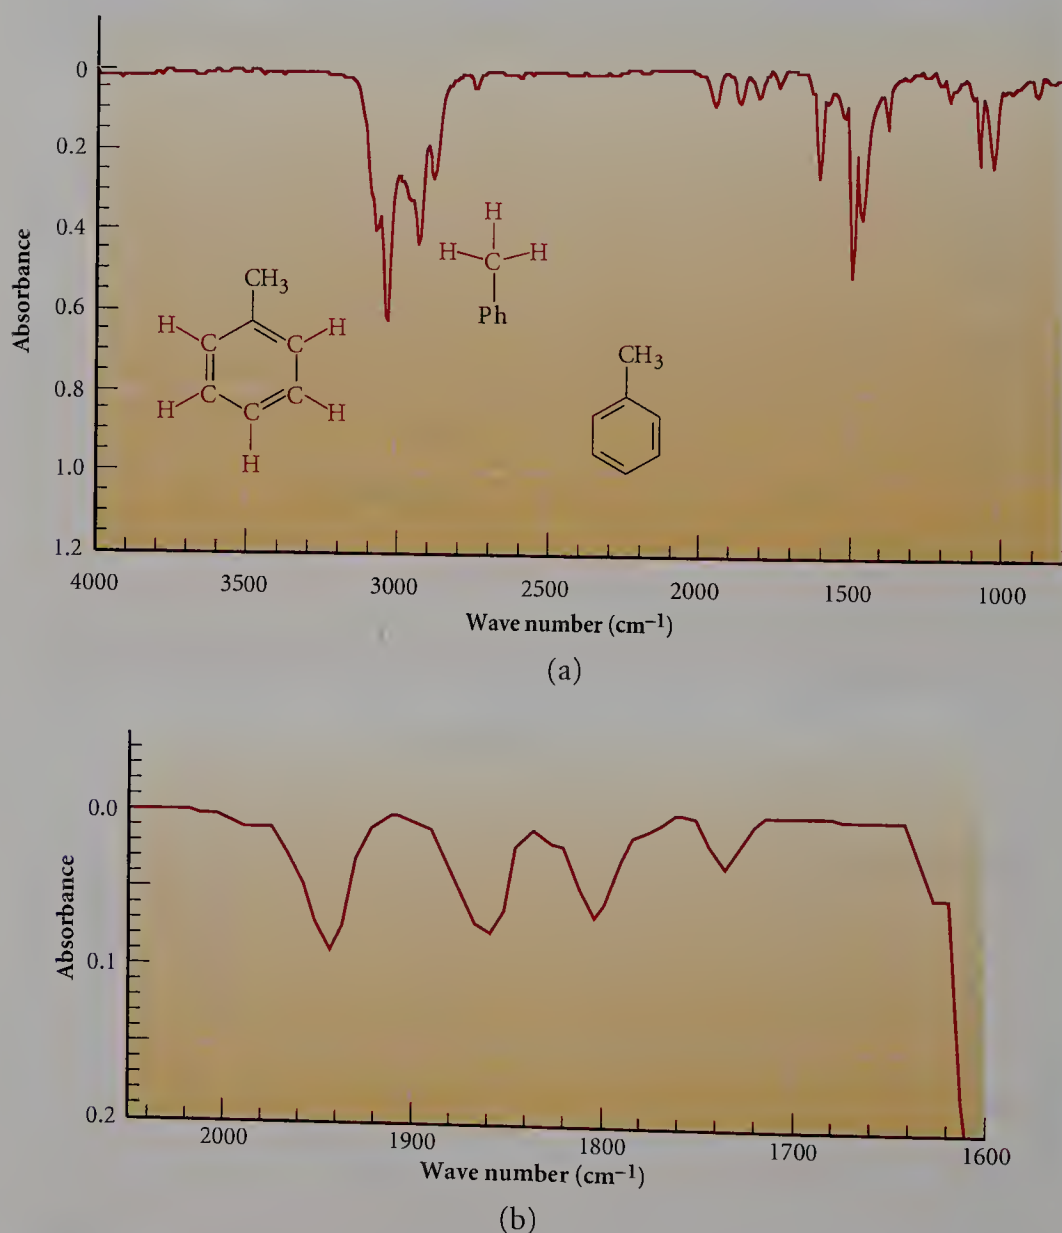 0
0.2
0.4
0.6
0.8
1.0
1.2
Absorbance
CH3
H H
C C
C C
C
H H
H
H
H C H
Ph
CH3
4000 3500 3000 2500 2000 1500 1000
Wave number (cm−1)
(a)
0.0
0.1
0.2
Absorbance
2000 1900 1800 1700 1600
Wave number (cm−1)
(b)